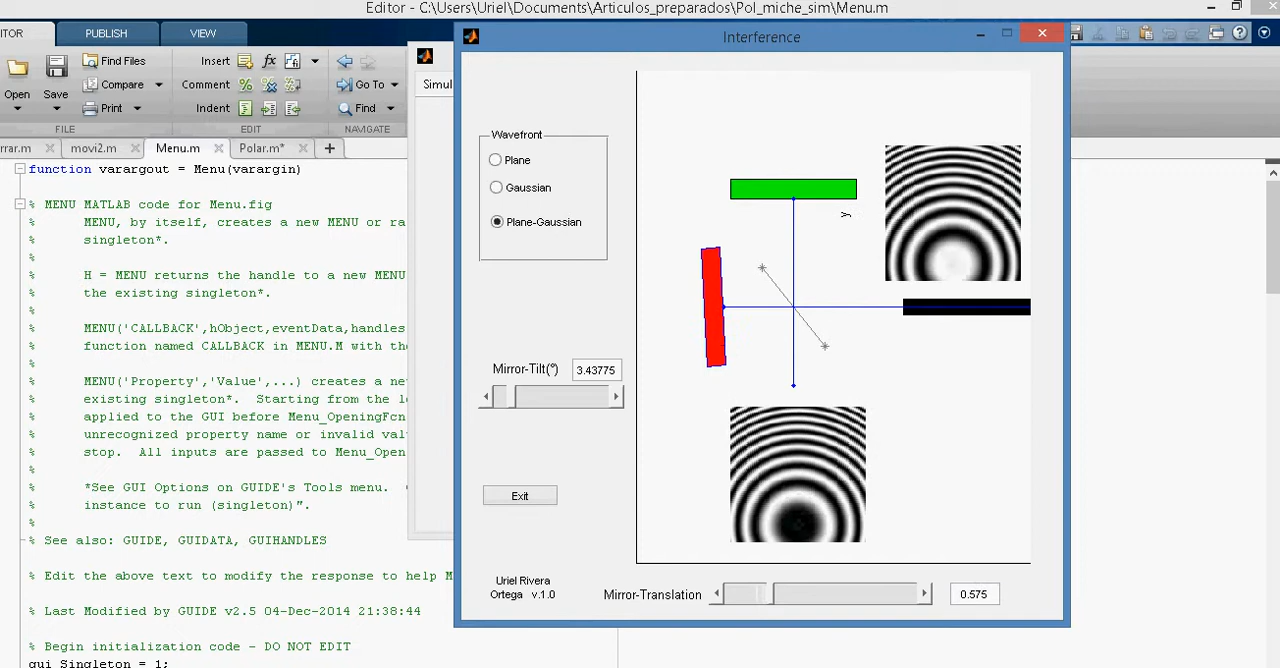 Editor - C:\Users\Uriel\Documents\Articulos_preparados\Pol_miche_sim\Menu.m
TOR PUBLISH VIEW
Open
Save
Find Files
Compare
Print
FILE
Insert
Comment
Indent
EDIT
Go To
Find
NAVIGATE
rrar.m movi2.m Menu.m Polar.m*
function varargout = Menu(varargin)
% MENU MATLAB code for Menu.fig
% MENU, by itself, creates a new MENU or ra
% singleton*.
%
% H = MENU returns the handle to a new MENU
% the existing singleton*.
%
% MENU('CALLBACK',hObject,eventData,handles
% function named CALLBACK in MENU.M with the
%
% MENU('Property','Value',...) creates a ne
% existing singleton*. Starting from the le
% applied to the GUI before Menu_OpeningFcn
% unrecognized property name or invalid val
% stop. All inputs are passed to Menu_Ope
%
% *See GUI Options on GUIDE's Tools menu.
% instance to run (singleton)".
%
% See also: GUIDE, GUIDATA, GUIHANDLES
% Edit the above text to modify the response to help M
% Last Modified by GUIDE v2.5 04-Dec-2014 21:38:44
% Begin initialization code - DO NOT EDIT
gui_Singleton = 1;
Simul
Interference
Wavefront
Plane
Gaussian
Plane-Gaussian
Mirror-Tilt(º) 3.43775
Exit
Uriel Rivera
Ortega v.1.0
Mirror-Translation 0.575